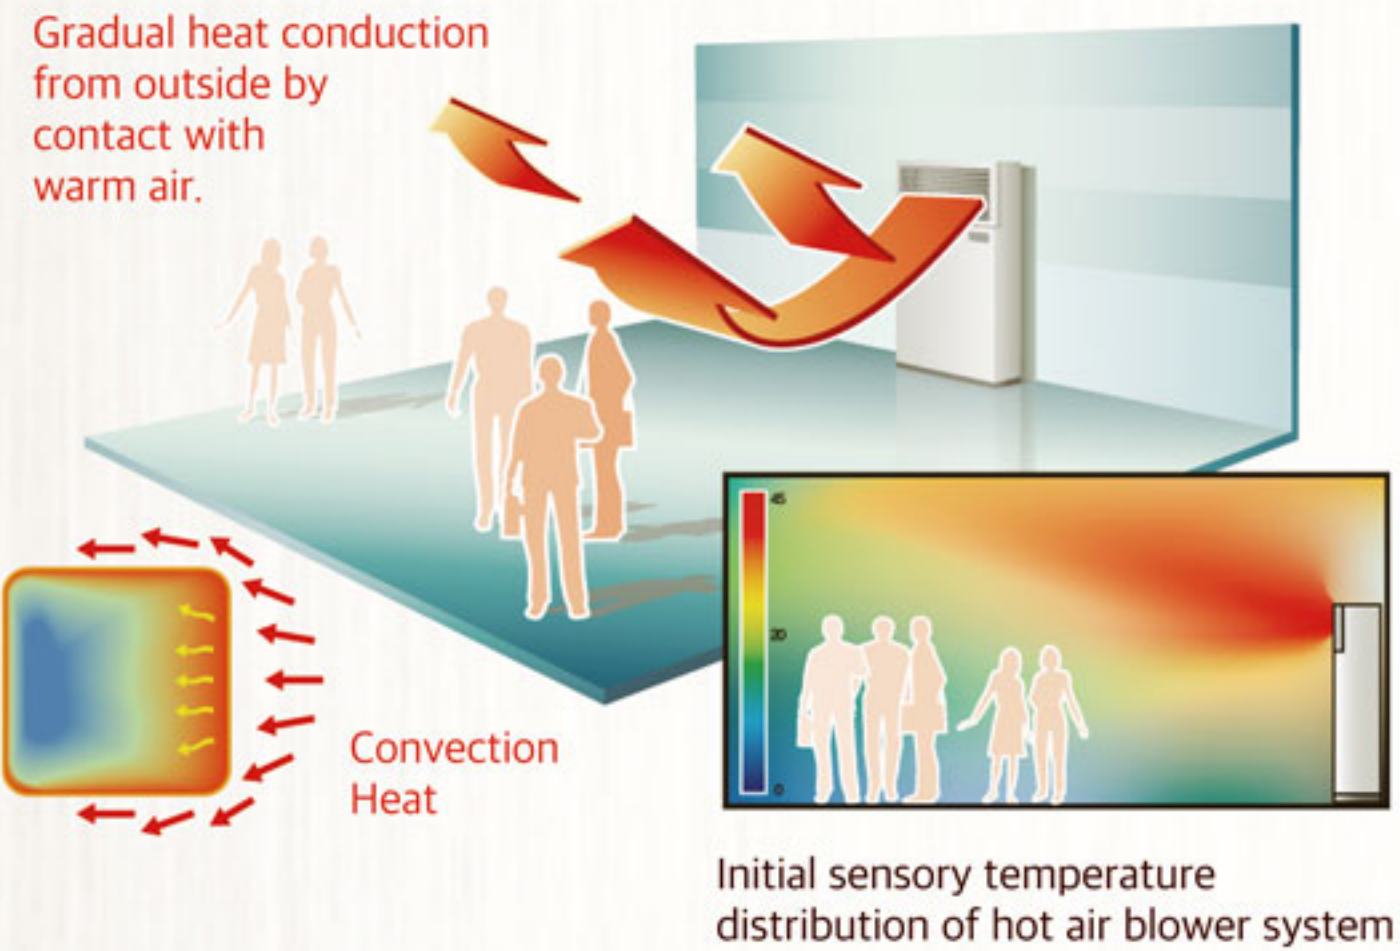 Gradual heat conduction
from outside by
contact with
warm air.
45
20
0
Convection
Heat
Initial sensory temperature
distribution of hot air blower system